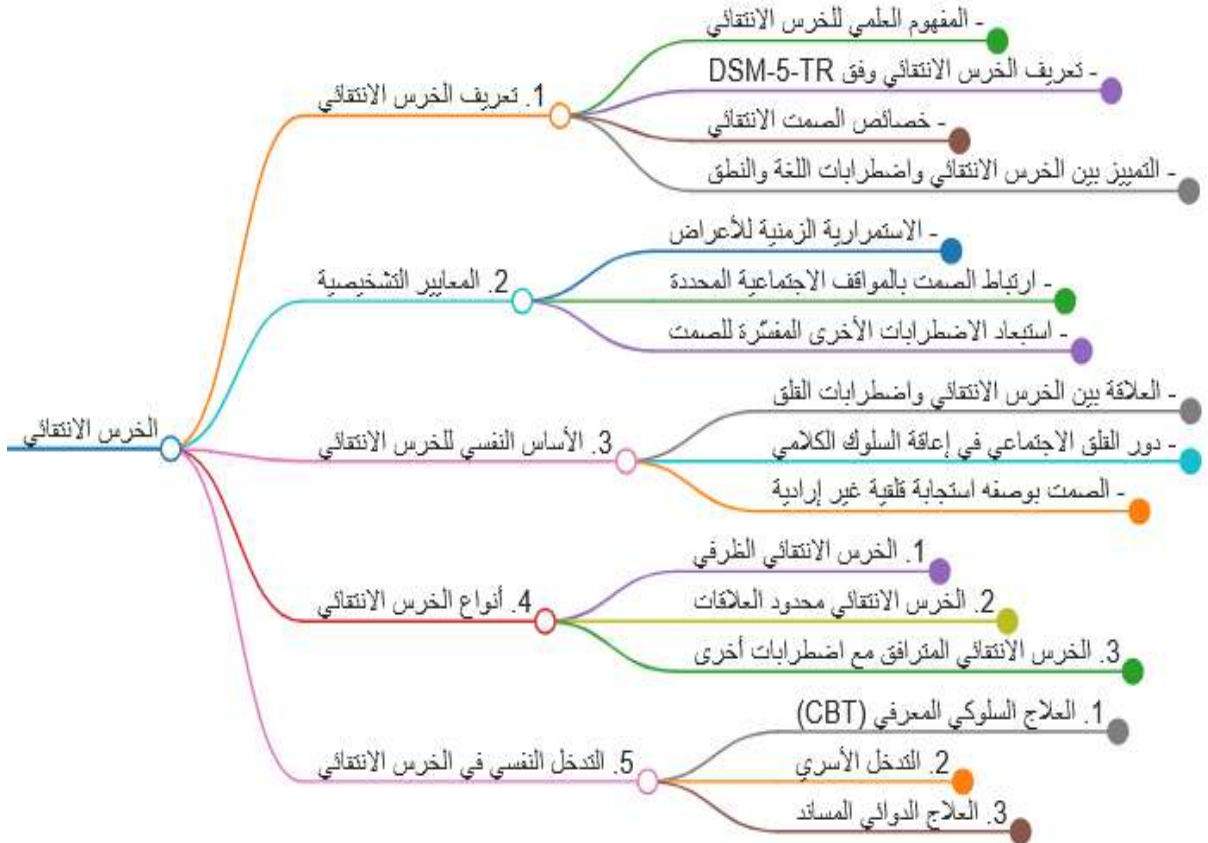 الخرس الانتقائي
1. تعريف الخرس الانتقائي
- المفهوم العلمي للخرس الانتقائي
- تعريف الخرس الانتقائي وفق DSM-5-TR
- خصائص الصمت الانتقائي
- التمييز بين الخرس الانتقائي واضطرابات اللغة والنطق
2. المعايير التشخيصية
- الاستمرارية الزمنية للأعراض
- ارتباط الصمت بالمواقف الاجتماعية المحددة
- استبعاد الاضطرابات الأخرى المفسّرة للصمت
3. الأساس النفسي للخرس الانتقائي
- العلاقة بين الخرس الانتقائي واضطرابات القلق
- دور القلق الاجتماعي في إعاقة السلوك الكلامي
- الصمت بوصفه استجابة قلقية غير إرادية
4. أنواع الخرس الانتقائي
1. الخرس الانتقائي الظرفي
2. الخرس الانتقائي محدود العلاقات
3. الخرس الانتقائي المترافق مع اضطرابات أخرى
5. التدخل النفسي في الخرس الانتقائي
1. العلاج السلوكي المعرفي (CBT)
2. التدخل الأسري
3. العلاج الدوائي المساند